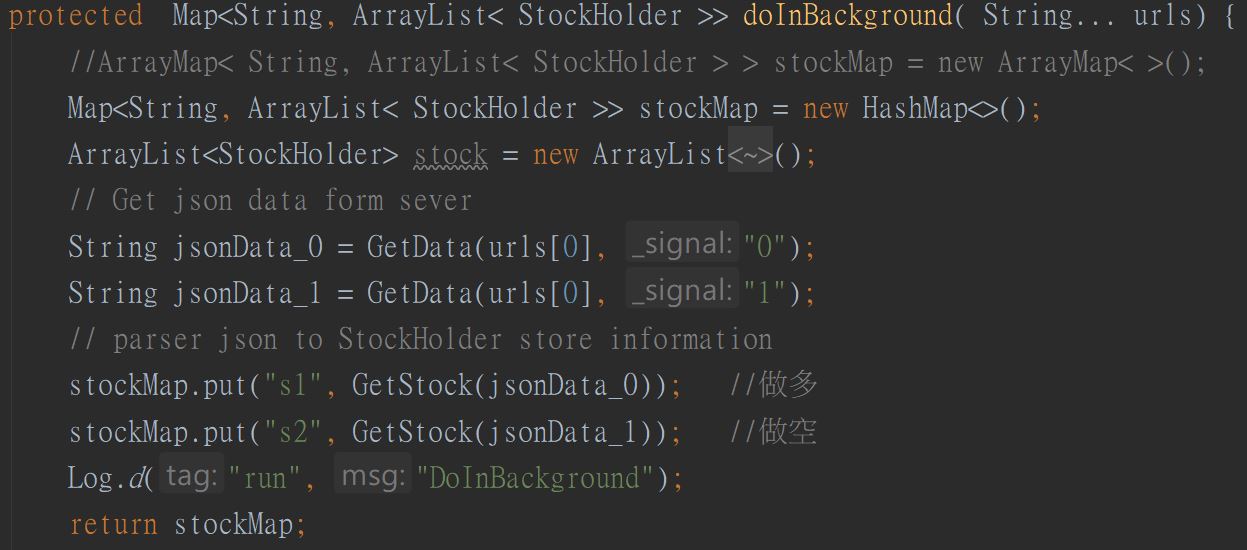 protected  Map<String, ArrayList< StockHolder >> doInBackground( String... urls) {
//ArrayMap< String, ArrayList< StockHolder > > stockMap = new ArrayMap< >();
Map<String, ArrayList< StockHolder >> stockMap = new HashMap<>();
ArrayList<StockHolder> stock = new ArrayList<~>();
// Get json data form sever
String jsonData_0 = GetData(urls[0], _signal: "0");
String jsonData_1 = GetData(urls[0], _signal: "1");
// parser json to StockHolder store information
stockMap.put("s1", GetStock(jsonData_0));   //做多
stockMap.put("s2", GetStock(jsonData_1));   //做空
Log.d( tag: "run", msg: "DoInBackground");
return stockMap;